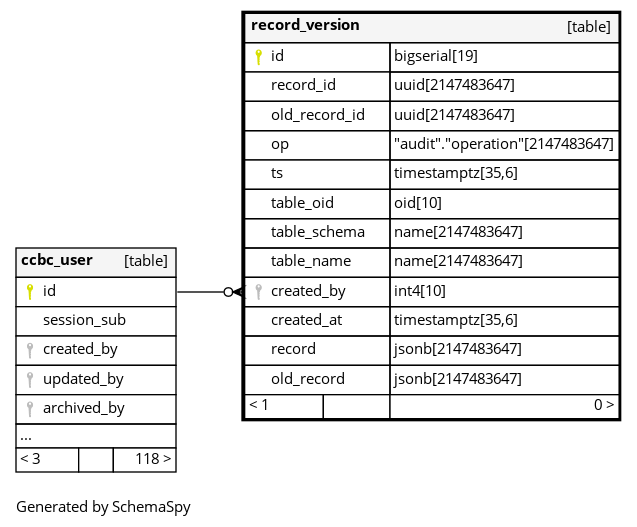 record_version [table]
id bigserial[19]
record_id uuid[2147483647]
old_record_id uuid[2147483647]
op "audit"."operation"[2147483647]
ts timestamptz[35,6]
table_oid oid[10]
table_schema name[2147483647]
table_name name[2147483647]
created_by int4[10]
created_at timestamptz[35,6]
record jsonb[2147483647]
old_record jsonb[2147483647]
< 1 0 >
ccbc_user [table]
id
session_sub
created_by
updated_by
archived_by
...
< 3 118 >
Generated by SchemaSpy